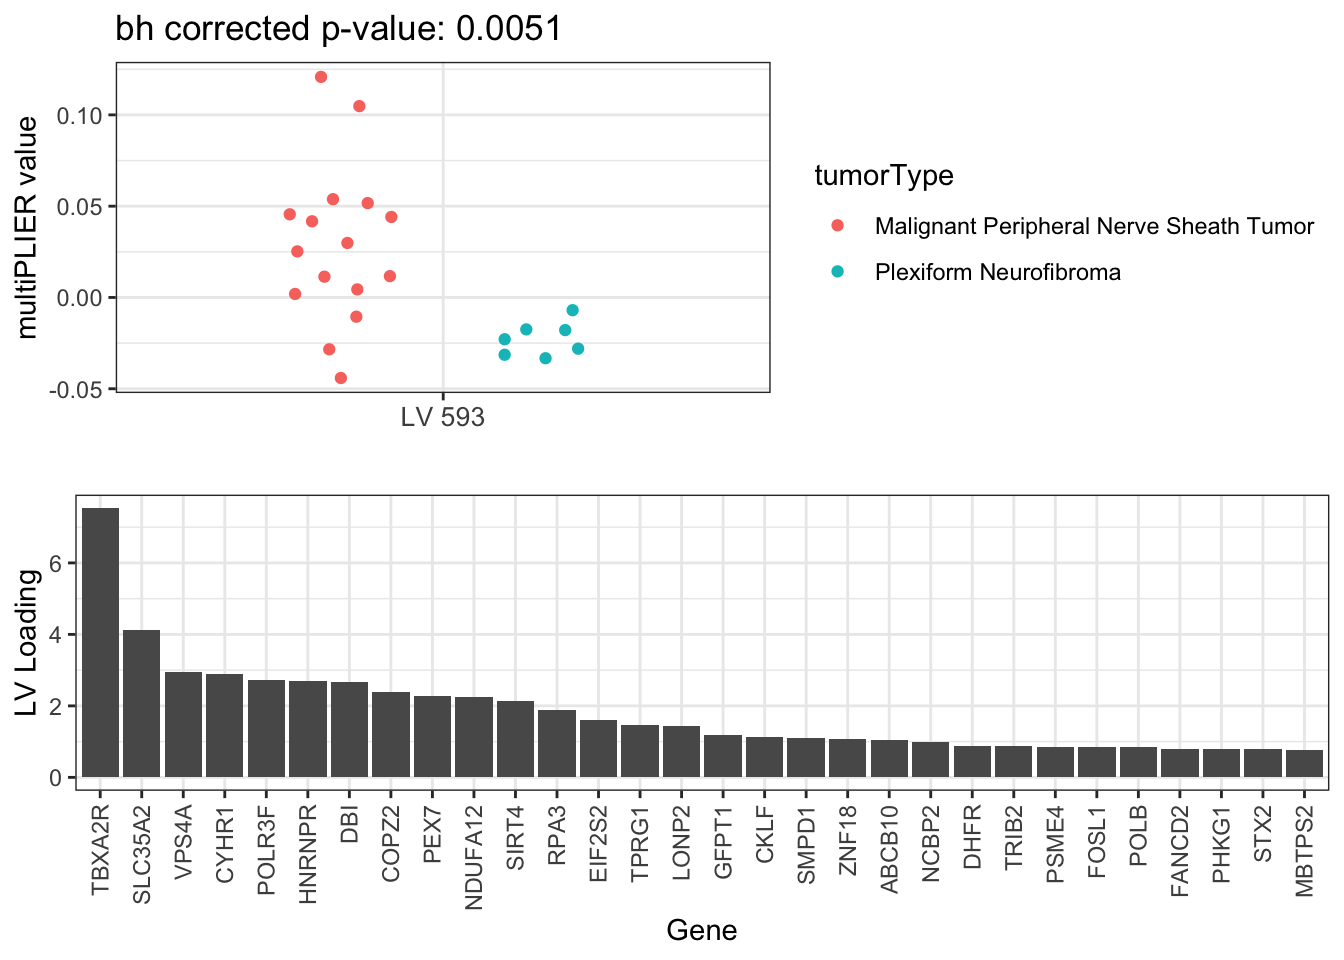 bh corrected p-value: 0.0051
multiPLIER value
0.10
0.05
0.00
-0.05
LV 593
tumorType
Malignant Peripheral Nerve Sheath Tumor
Plexiform Neurofibroma
LV Loading
6
4
2
0
TBXA2R
SLC35A2
VPS4A
CYHR1
POLR3F
HNRNPR
DBI
COPZ2
PEX7
NDUFA12
SIRT4
RPA3
EIF2S2
TPRG1
LONP2
GFPT1
CKLF
SMPD1
ZNF18
ABCB10
NCBP2
DHFR
TRIB2
PSME4
FOSL1
POLB
FANCD2
PHKG1
STX2
MBTPS2
Gene